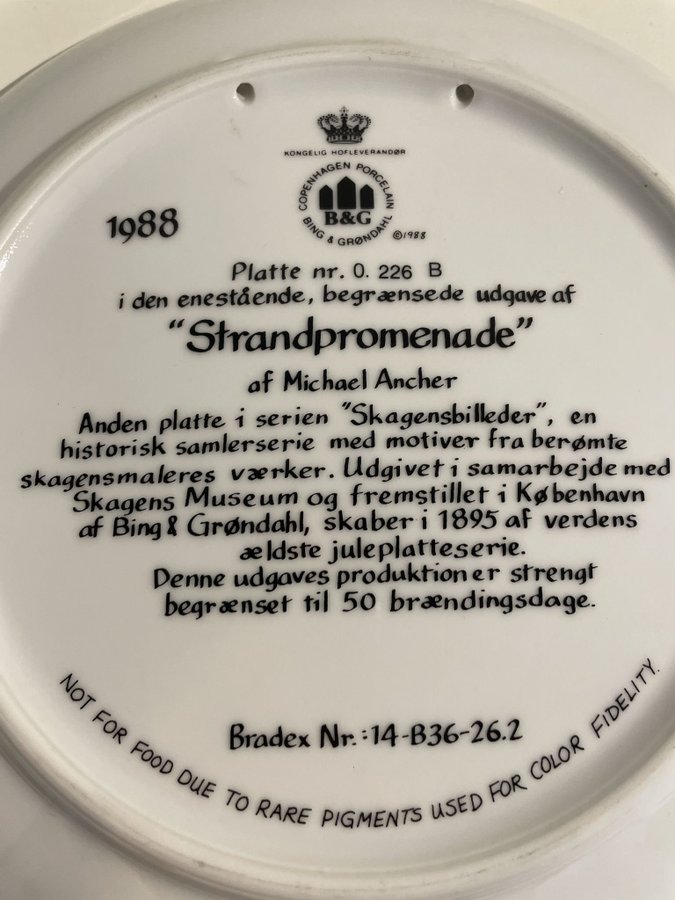 KONGELIG HOFLEVERANDØR
COPENHAGEN PORCELAIN
B&G
BING & GRØNDAHL
©1988
1988
Platte nr. 0. 226 B
i den enestående, begrænsede udgave af
"Strandpromenade"
af Michael Ancher
Anden platte i serien "Skagensbilleder", en
historisk samlerserie med motiver fra berømte
skagensmaleres værker. Udgivet i samarbejde med
Skagens Museum og fremstillet i København
af Bing & Grøndahl, skaber i 1895 af verdens
ældste juleplatteserie.
Denne udgaves produktion er strengt
begrænset til 50 brændingsdage.
Bradex Nr.:14-B36-26.2
NOT FOR FOOD DUE TO RARE PIGMENTS USED FOR COLOR FIDELITY.